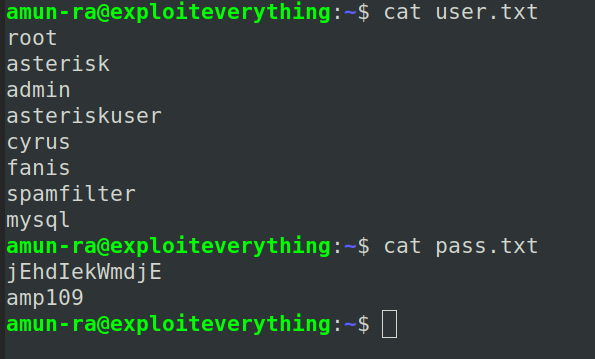 amun-ra@exploiteverything:~$ cat user.txt
root
asterisk
admin
asteriskuser
cyrus
fanis
spamfilter
mysql
amun-ra@exploiteverything:~$ cat pass.txt
jEhdIekWmdjE
amp109
amun-ra@exploiteverything:~$